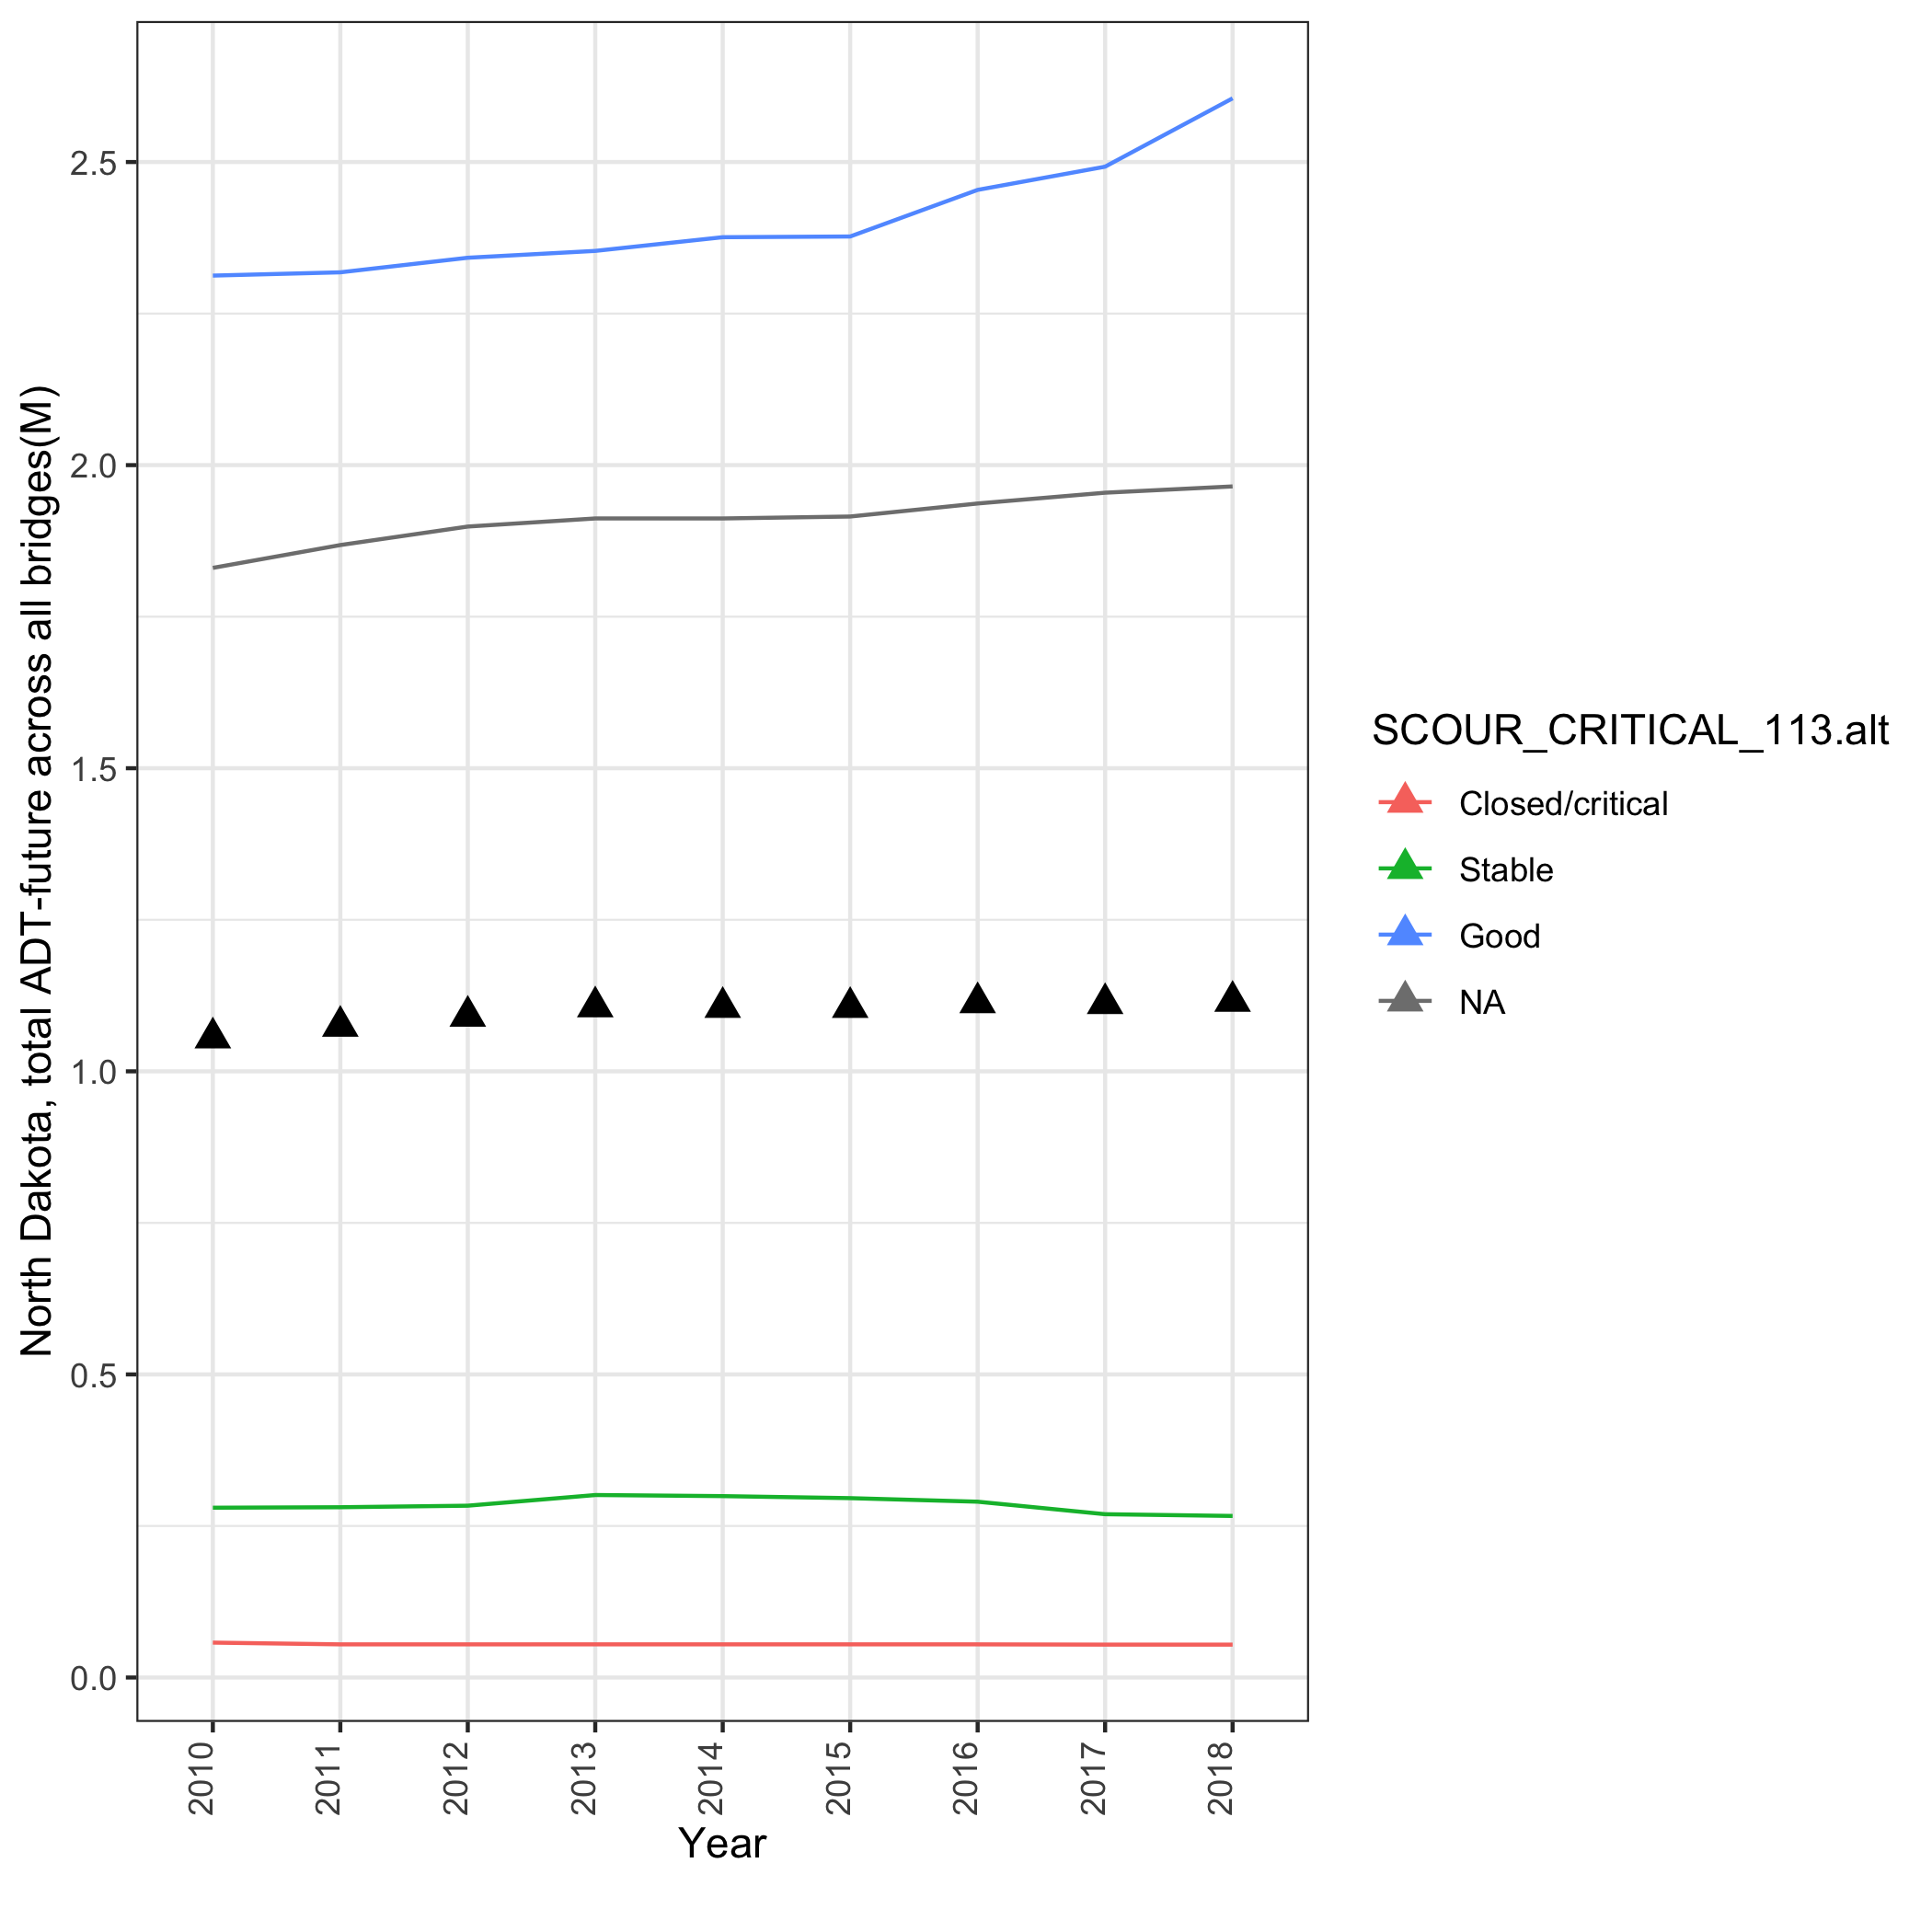 North Dakota, total ADT-future across all bridges(M)
2.5
2.0
1.5
1.0
0.5
0.0
2010
2011
2012
2013
2014
2015
2016
2017
2018
Year
SCOUR_CRITICAL_113.alt
Closed/critical
Stable
Good
NA